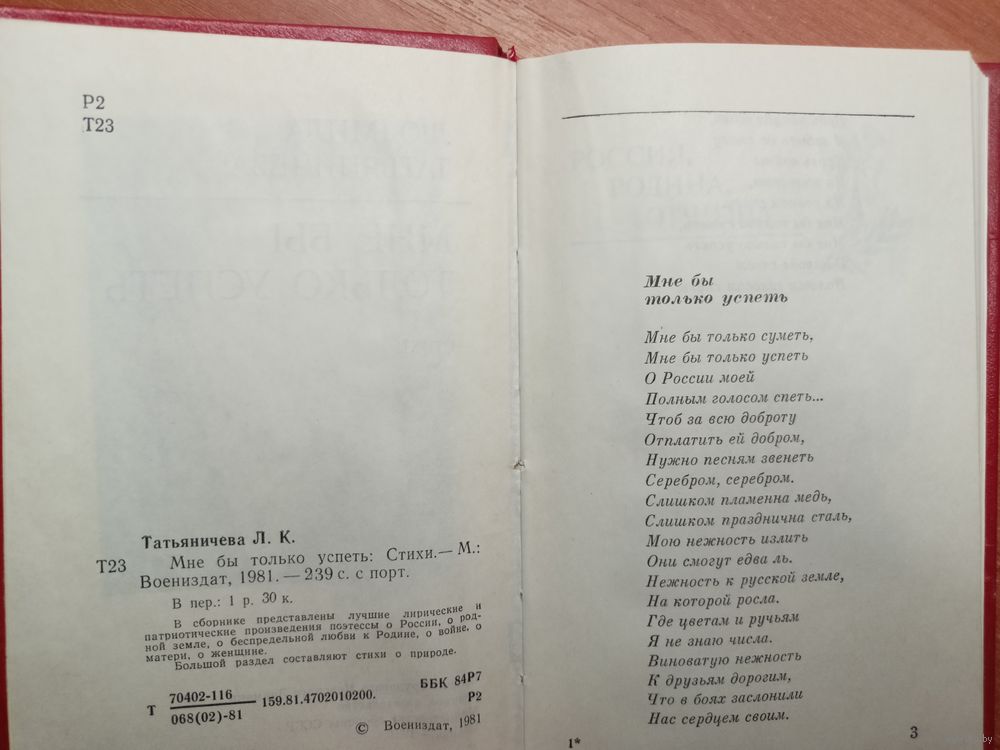 Р2
Т23
Татьяничева Л. К.
Т23 Мне бы только успеть: Стихи.— М.:
Воениздат, 1981. — 239 с. с порт.
В пер.: 1 р. 30 к.
В сборнике представлены лучшие лирические и
патриотические произведения поэтессы о России, о род-
ной земле, о беспредельной любви к Родине, о войне, о
матери, о женщине.
Большой раздел составляют стихи о природе.
Т 70402-116
068(02)-81 159.81.4702010200.
ББК 84Р7
Р2
© Воениздат, 1981
Мне бы
только успеть
Мне бы только суметь,
Мне бы только успеть
О России моей
Полным голосом спеть...
Чтоб за всю доброту
Отплатить ей добром,
Нужно песням звенеть
Серебром, серебром.
Слишком пламенна медь,
Слишком празднична сталь,
Мою нежность излить
Они смогут едва ль.
Нежность к русской земле,
На которой росла.
Где цветам и ручьям
Я не знаю числа.
Виноватую нежность
К друзьям дорогим,
Что в боях заслонили
Нас сердцем своим.
1*
3